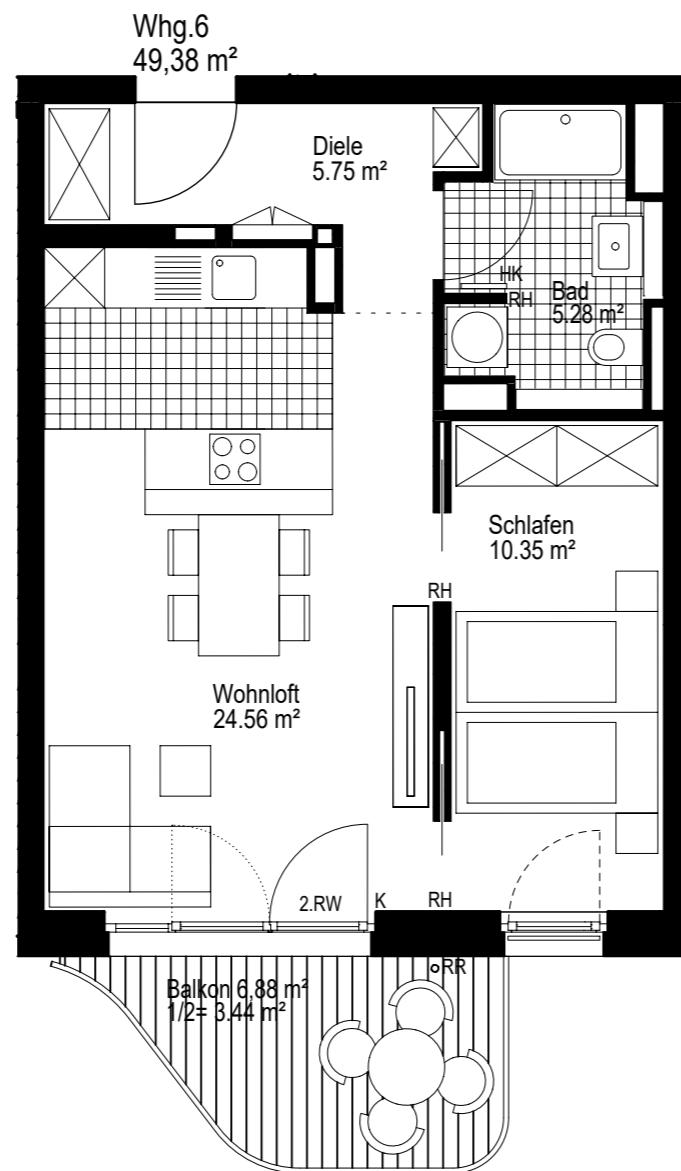 Whg.6
49,38 m²
Diele
5.75 m²
HK
RH
Bad
5.28 m²
Schlafen
10.35 m²
RH
Wohnloft
24.56 m²
2.RW
K
RH
RR
Balkon 6,88 m²
1/2= 3.44 m²